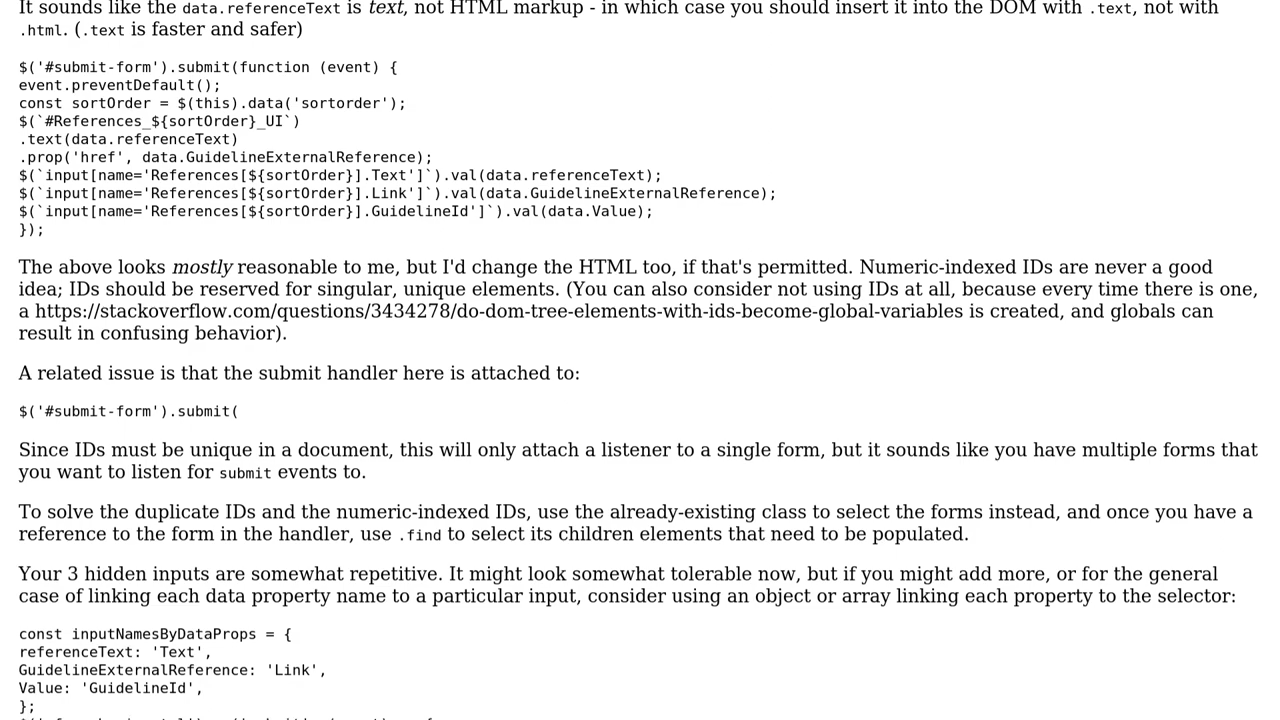 It sounds like the data.referenceText is text, not HTML markup - in which case you should insert it into the DOM with .text, not with
.html. (.text is faster and safer)
$('#submit-form').submit(function (event) {
event.preventDefault();
const sortOrder = $(this).data('sortorder');
$(`#References_${sortOrder}_UI`)
.text(data.referenceText)
.prop('href', data.GuidelineExternalReference);
$(`input[name='References[${sortOrder}].Text']`).val(data.referenceText);
$(`input[name='References[${sortOrder}].Link']`).val(data.GuidelineExternalReference);
$(`input[name='References[${sortOrder}].GuidelineId']`).val(data.Value);
});
The above looks mostly reasonable to me, but I'd change the HTML too, if that's permitted. Numeric-indexed IDs are never a good
idea; IDs should be reserved for singular, unique elements. (You can also consider not using IDs at all, because every time there is one,
a https://stackoverflow.com/questions/3434278/do-dom-tree-elements-with-ids-become-global-variables is created, and globals can
result in confusing behavior).
A related issue is that the submit handler here is attached to:
$('#submit-form').submit(
Since IDs must be unique in a document, this will only attach a listener to a single form, but it sounds like you have multiple forms that
you want to listen for submit events to.
To solve the duplicate IDs and the numeric-indexed IDs, use the already-existing class to select the forms instead, and once you have a
reference to the form in the handler, use .find to select its children elements that need to be populated.
Your 3 hidden inputs are somewhat repetitive. It might look somewhat tolerable now, but if you might add more, or for the general
case of linking each data property name to a particular input, consider using an object or array linking each property to the selector:
const inputNamesByDataProps = {
referenceText: 'Text',
GuidelineExternalReference: 'Link',
Value: 'GuidelineId',
};